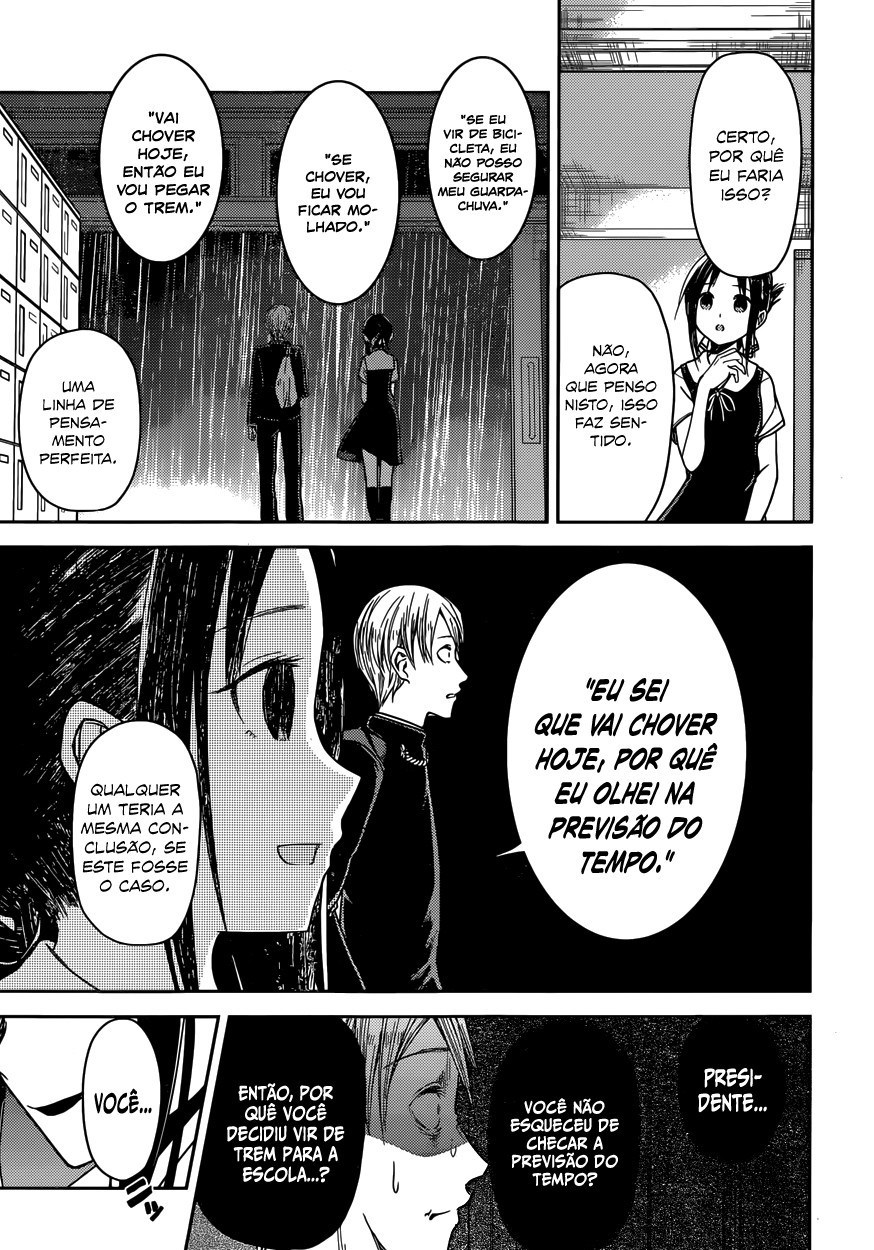 CERTO,
POR QUÊ
EU FARIA
ISSO?
NÃO,
AGORA
QUE PENSO
NISTO, ISSO
FAZ SEN-
TIDO.
"SE EU
VIR DE BICI-
CLETA, EU
NÃO POSSO
SEGURAR
MEU GUARDA-
CHUVA."
"SE
CHOVER,
EU VOU
FICAR MO-
LHADO."
"VAI
CHOVER
HOJE,
ENTÃO EU
VOU PEGAR
O TREM."
UMA
LINHA DE
PENSA-
MENTO
PERFEITA.
"EU SEI
QUE VAI CHOVER
HOJE, POR QUÊ
EU OLHEI NA
PREVISÃO DO
TEMPO."
QUALQUER
UM TERIA A
MESMA CON-
CLUSÃO, SE
ESTE FOSSE
O CASO.
PRESI-
DENTE...
VOCÊ NÃO
ESQUECEU DE
CHECAR A
PREVISÃO DO
TEMPO?
ENTÃO, POR
QUÊ VOCÊ
DECIDIU VIR DE
TREM PARA A
ESCOLA...?
VOCÊ...